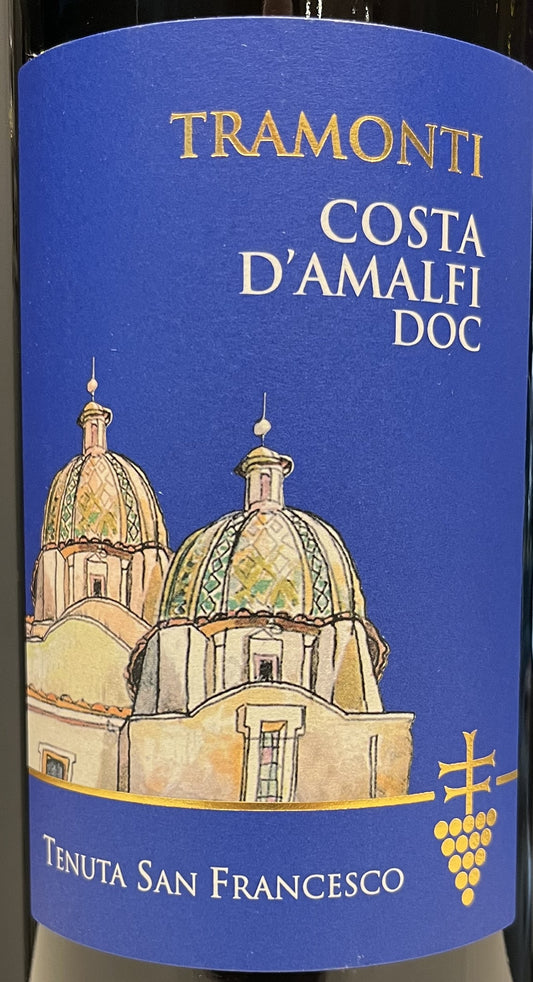 TRAMONTI
COSTA
D'AMALFI
DOC
TENUTA SAN FRANCESCO